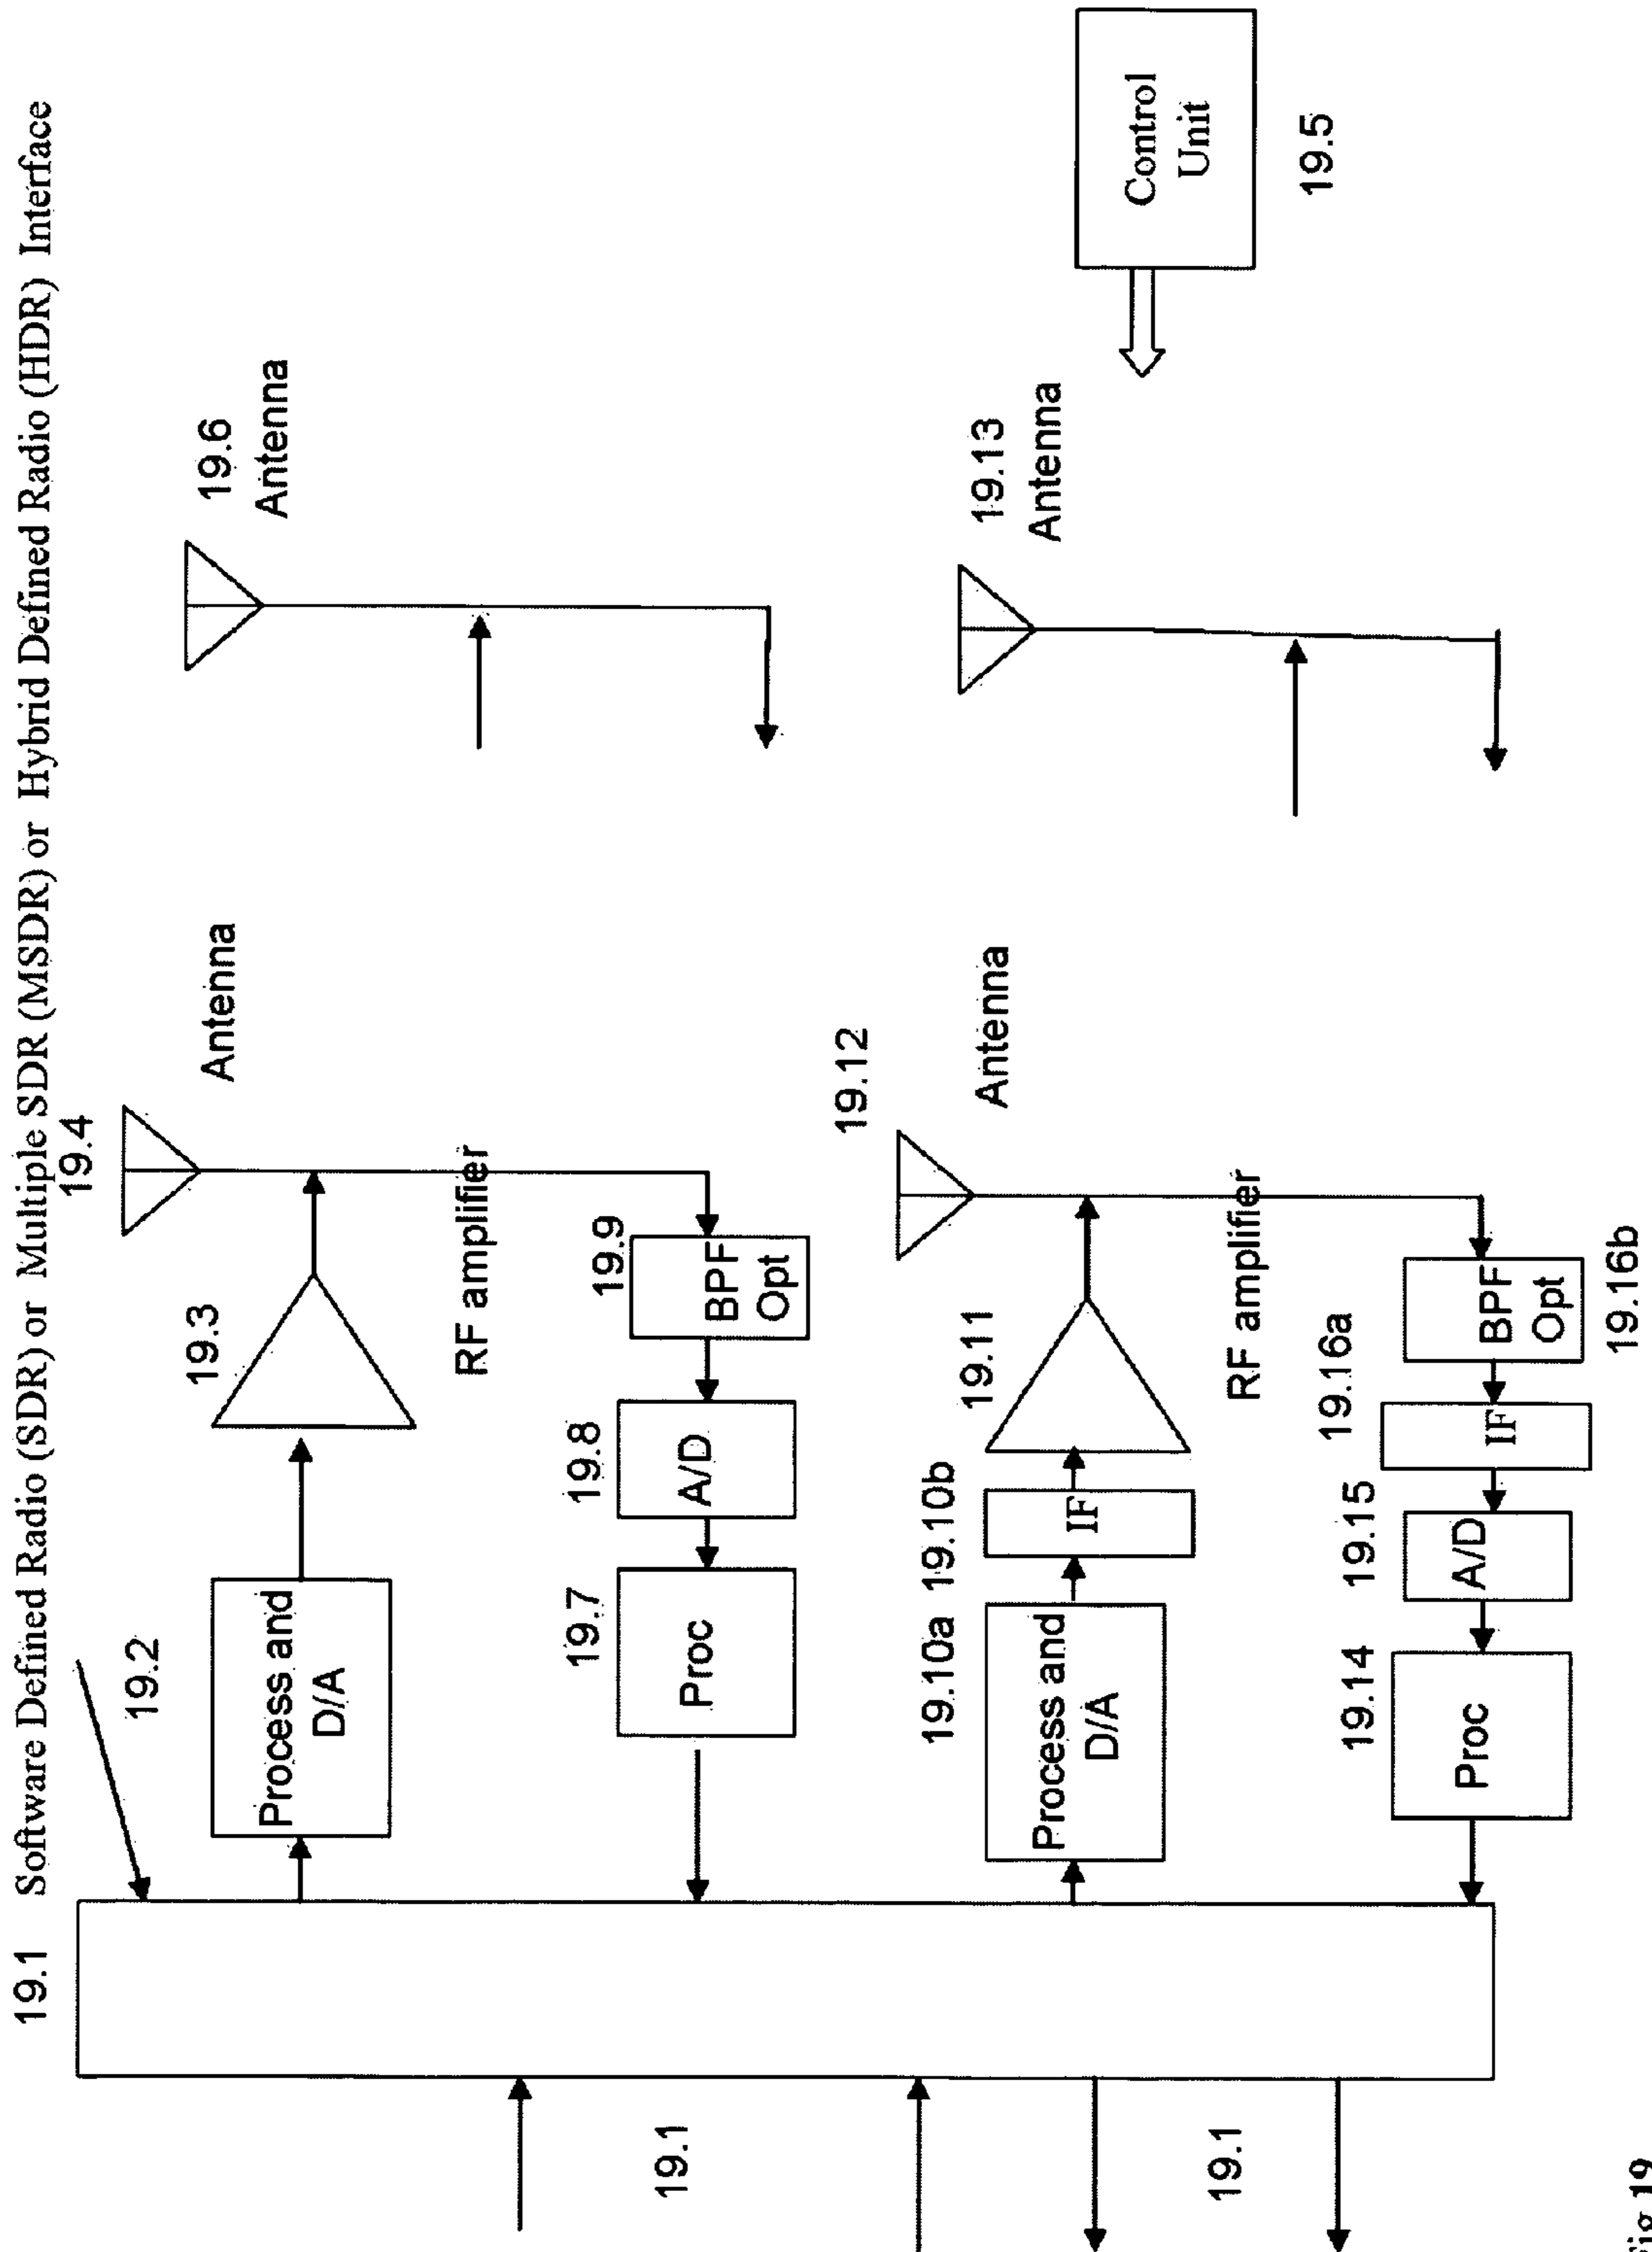 19.1 Software Defined Radio (SDR) or Multiple SDR (MSDR) or Hybrid Defined Radio (HDR) Interface
19.4
Antenna
19.6
Antenna
19.2
19.3
Process and
D/A
RF amplifier
19.7
19.8
19.9
Proc
A/D
BPF
Opt
19.1
19.12
Antenna
19.13
Antenna
19.10a 19.10b
19.11
Process and
D/A
IF
RF amplifier
Control
Unit
19.5
19.14
19.15
19.16a
Proc
A/D
IF
BPF
Opt
19.16b
19.1
Fig 19